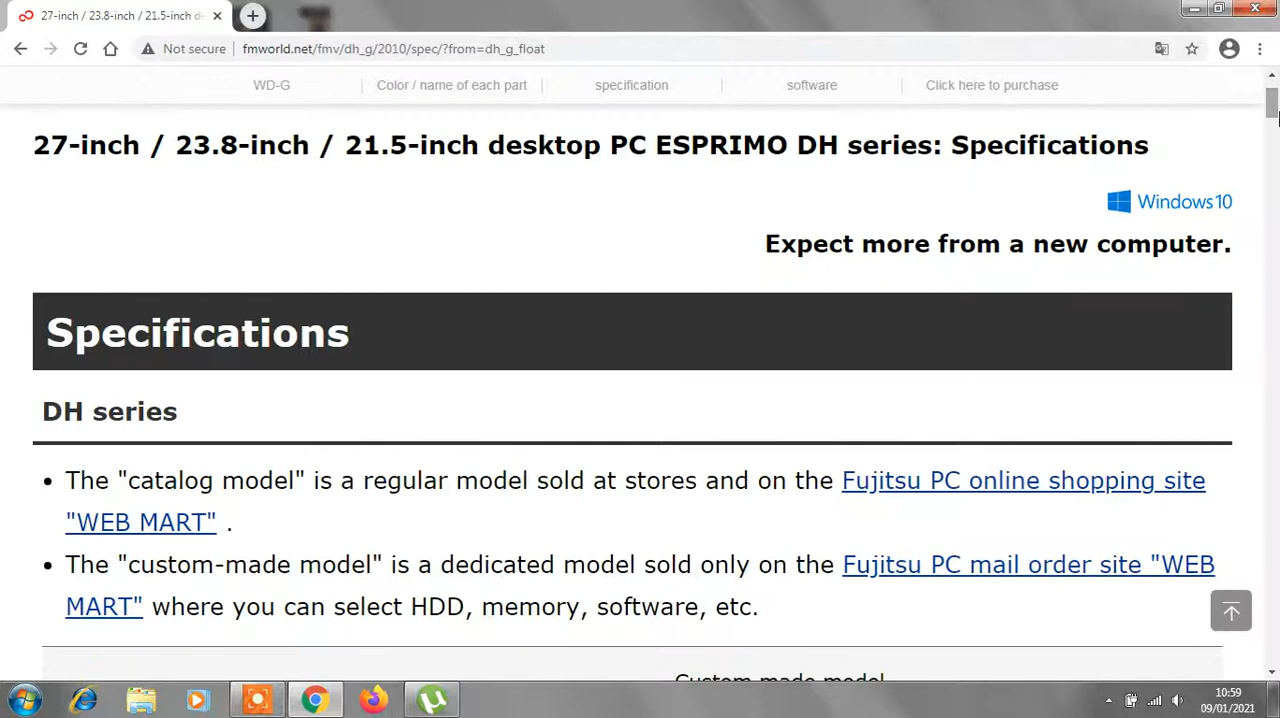 27-inch / 23.8-inch / 21.5-inch de
Not secure
fmworld.net/fmv/dh_g/2010/spec/?from=dh_g_float
WD-G
Color / name of each part
specification
software
Click here to purchase
27-inch / 23.8-inch / 21.5-inch desktop PC ESPRIMO DH series: Specifications
Windows10
Expect more from a new computer.
Specifications
DH series
The "catalog model" is a regular model sold at stores and on the Fujitsu PC online shopping site
"WEB MART" .
The "custom-made model" is a dedicated model sold only on the Fujitsu PC mail order site "WEB
MART" where you can select HDD, memory, software, etc.
Custom made model
10:59
09/01/2021